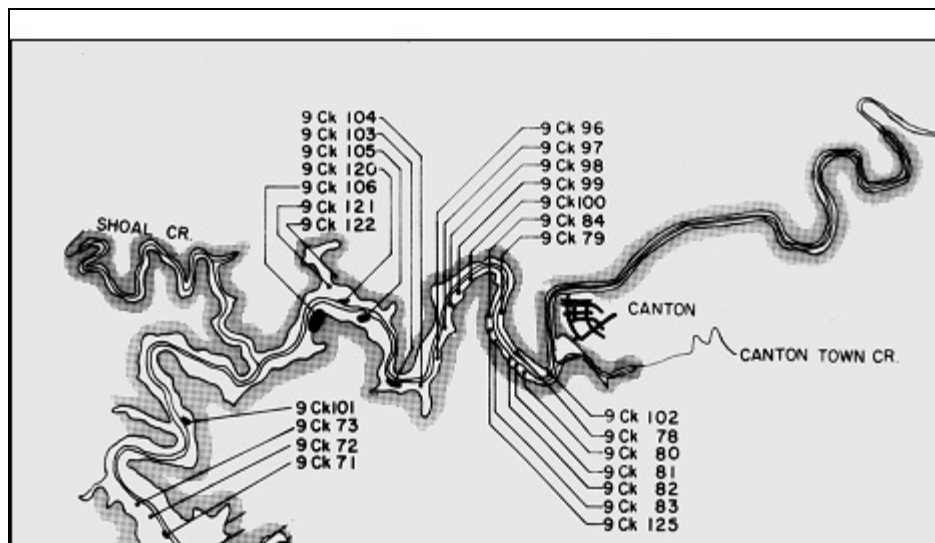 9 Ck 104
9 Ck 103
9 Ck 105
9 Ck 120
9 Ck 106
9 Ck 121
9 Ck 122
9 Ck 96
9 Ck 97
9 Ck 98
9 Ck 99
9 Ck100
9 Ck 84
9 Ck 79
SHOAL CR.
CANTON
CANTON TOWN CR.
9 Ck101
9 Ck 73
9 Ck 72
9 Ck 71
9 Ck 102
9 Ck 78
9 Ck 80
9 Ck 81
9 Ck 82
9 Ck 83
9 Ck 125